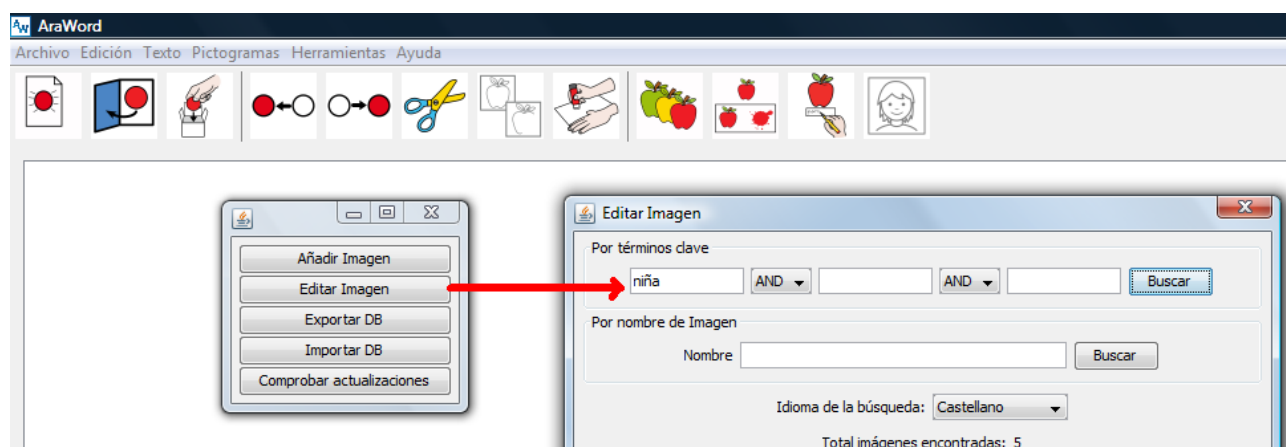 AW AraWord
Archivo Edición Texto Pictogramas Herramientas Ayuda
Añadir Imagen
Editar Imagen
Exportar DB
Importar DB
Comprobar actualizaciones
Editar Imagen
Por términos clave
niña AND AND Buscar
Por nombre de Imagen
Nombre Buscar
Idioma de la búsqueda: Castellano
Total imágenes encontradas: 5